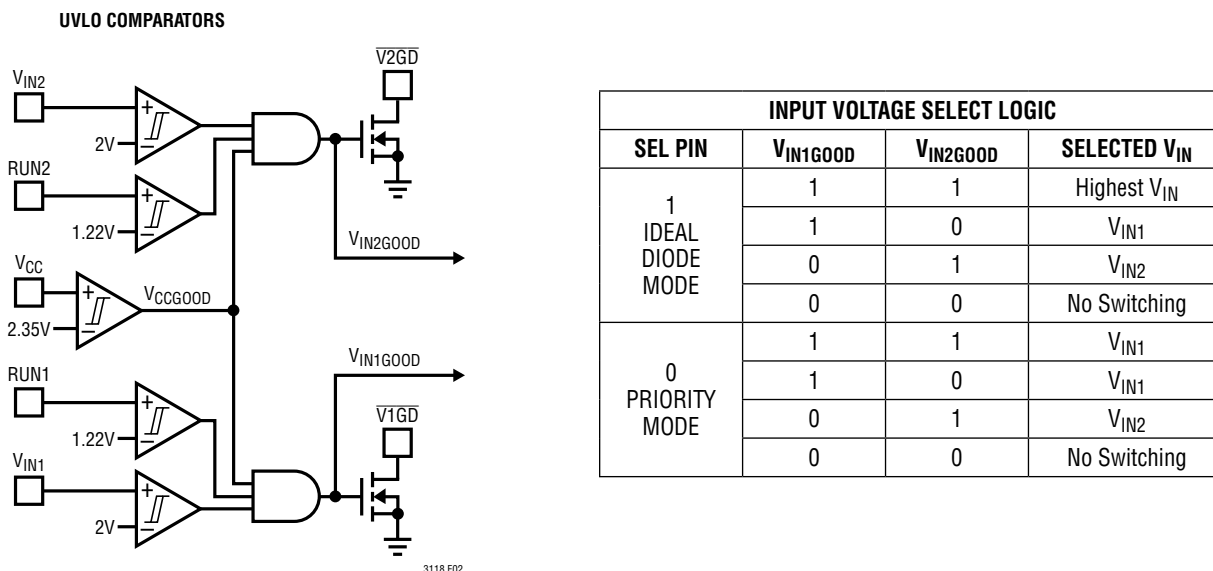 UVLO COMPARATORS
V2GD
VIN2
2V
RUN2
1.22V
VIN2GOOD
VCC
VCCGOOD
2.35V
VIN1GOOD
RUN1
V1GD
1.22V
VIN1
2V
3118 F02
INPUT VOLTAGE SELECT LOGIC
SEL PIN VIN1GOOD VIN2GOOD SELECTED VIN
1
IDEAL
DIODE
MODE
1 1 Highest VIN
1 0 VIN1
0 1 VIN2
0 0 No Switching
0
PRIORITY
MODE
1 1 VIN1
1 0 VIN1
0 1 VIN2
0 0 No Switching